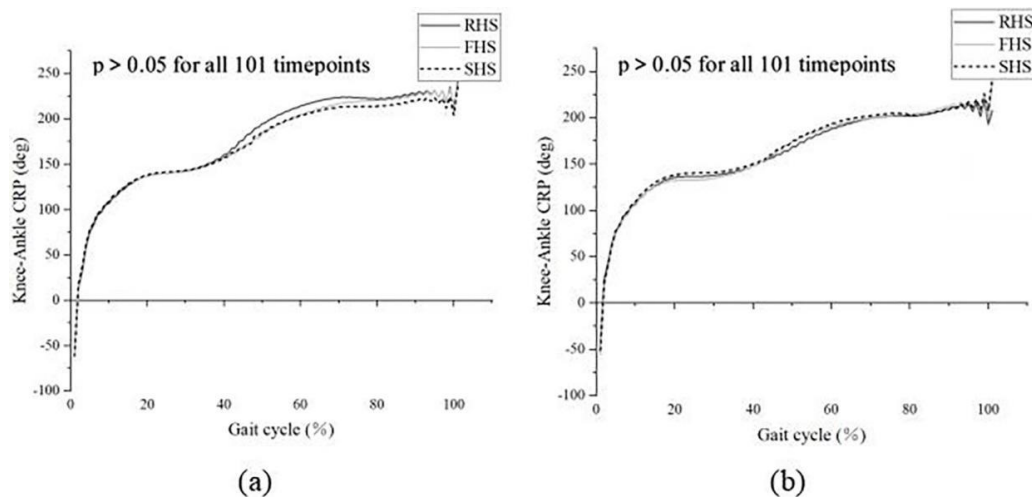 RHS
FHS
SHS
p > 0.05 for all 101 timepoints
250
200
150
100
50
0
-50
-100
Knee-Ankle CRP (deg)
0 20 40 60 80 100
Gait cycle (%)
(a)
RHS
FHS
SHS
p > 0.05 for all 101 timepoints
250
200
150
100
50
0
-50
-100
Knee-Ankle CRP (deg)
0 20 40 60 80 100
Gait cycle (%)
(b)